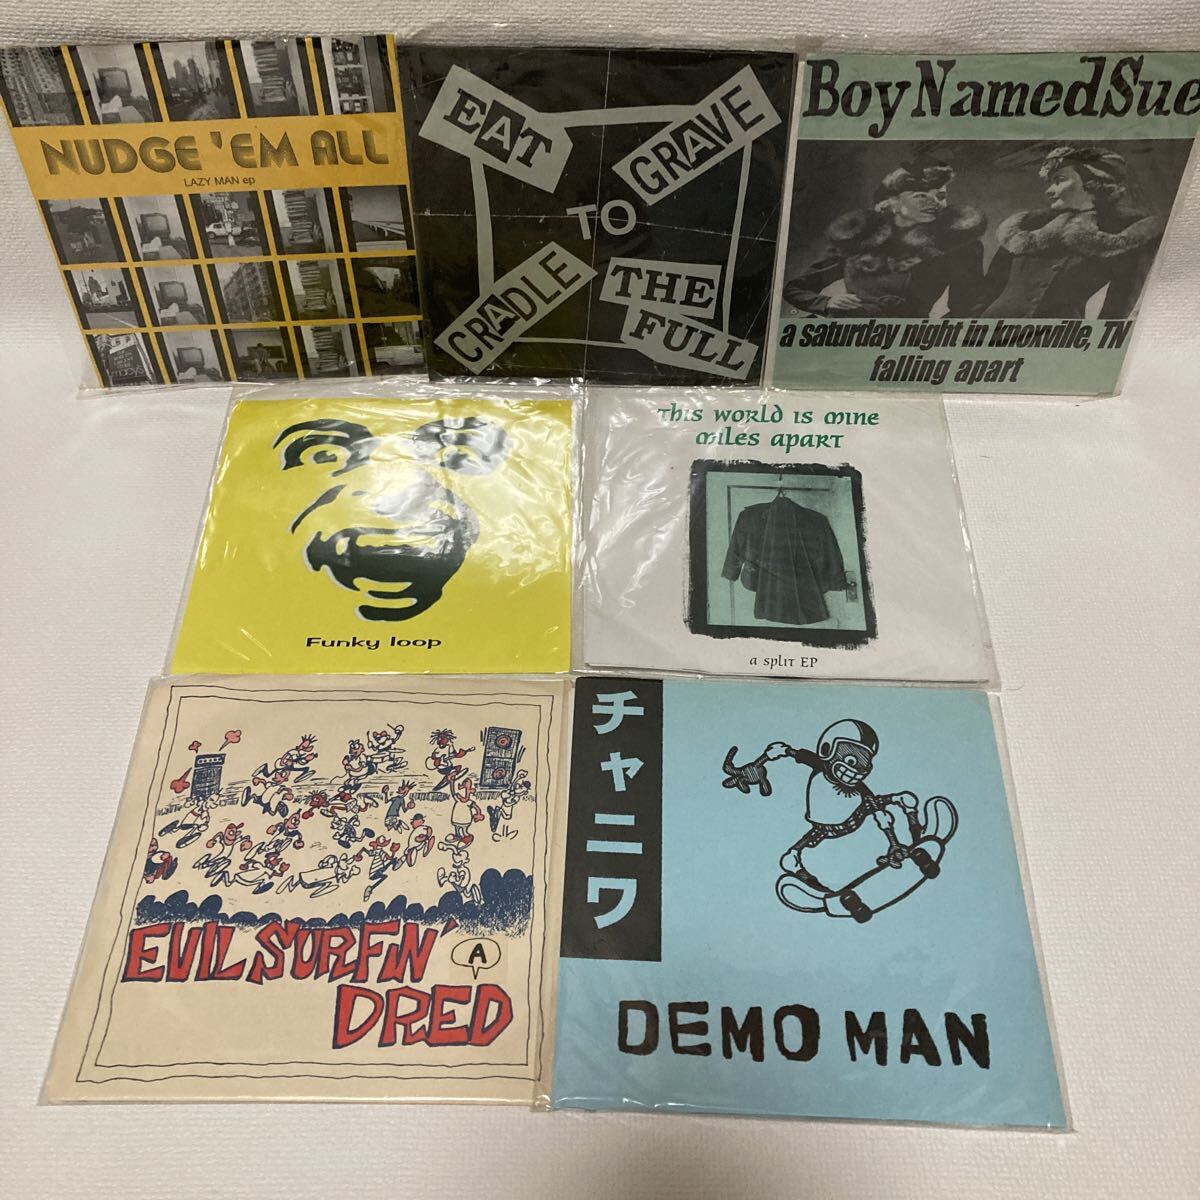 NUDGE 'EM ALL
LAZY MAN ep
macy's
EAT
TO
GRAVE
CRADLE
THE
FULL
BoyNamedSue
a saturday night in knoxville, TN
falling apart
Funky loop
This World is mine
miles apart
a split EP
EVIL SURFIN'
DRED
A
チャニワ
DEMO MAN